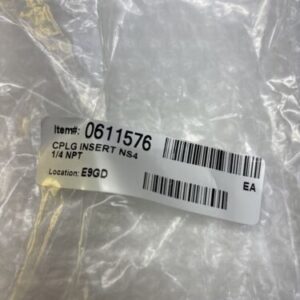 Item#: 0611576
CPLG INSERT NS4
1/4 NPT
EA
Location: E9GD